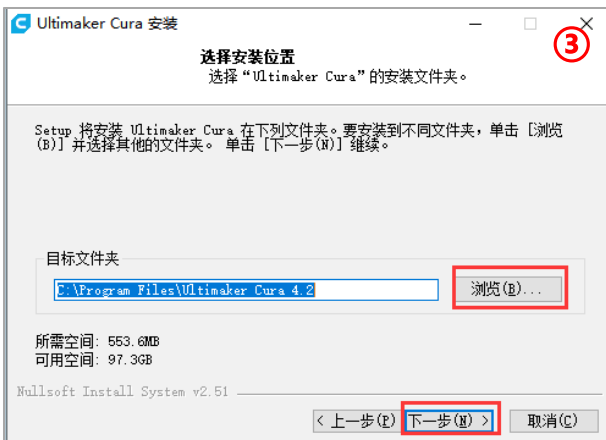 Ultimaker Cura 安装
③
选择安装位置
选择“Ultimaker Cura”的安装文件夹。
Setup 将安装 Ultimaker Cura 在下列文件夹。要安装到不同文件夹，单击 [浏览
(B)] 并选择其他的文件夹。 单击 [下一步(N)] 继续。
目标文件夹
C:\Program Files\Ultimaker Cura 4.2
浏览(B)...
所需空间: 553.6MB
可用空间: 97.3GB
Nullsoft Install System v2.51
< 上一步(P) 下一步(N) > 取消(C)